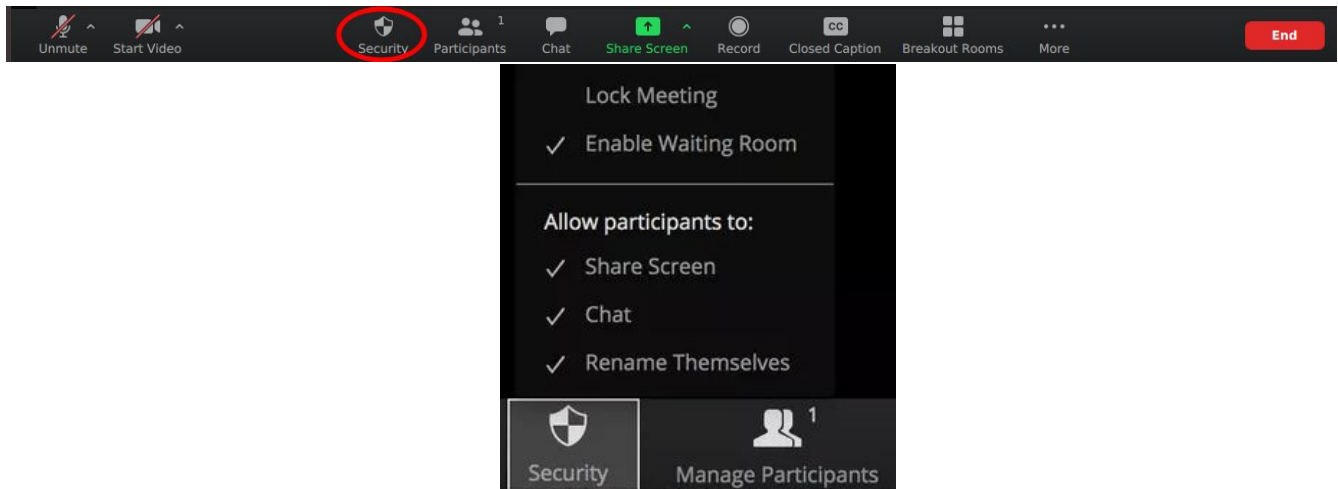 1
Unmute Start Video Security Participants Chat Share Screen Record Closed Caption Breakout Rooms More End
CC
Lock Meeting
Enable Waiting Room
Allow participants to:
Share Screen
Chat
Rename Themselves
1
Security Manage Participants